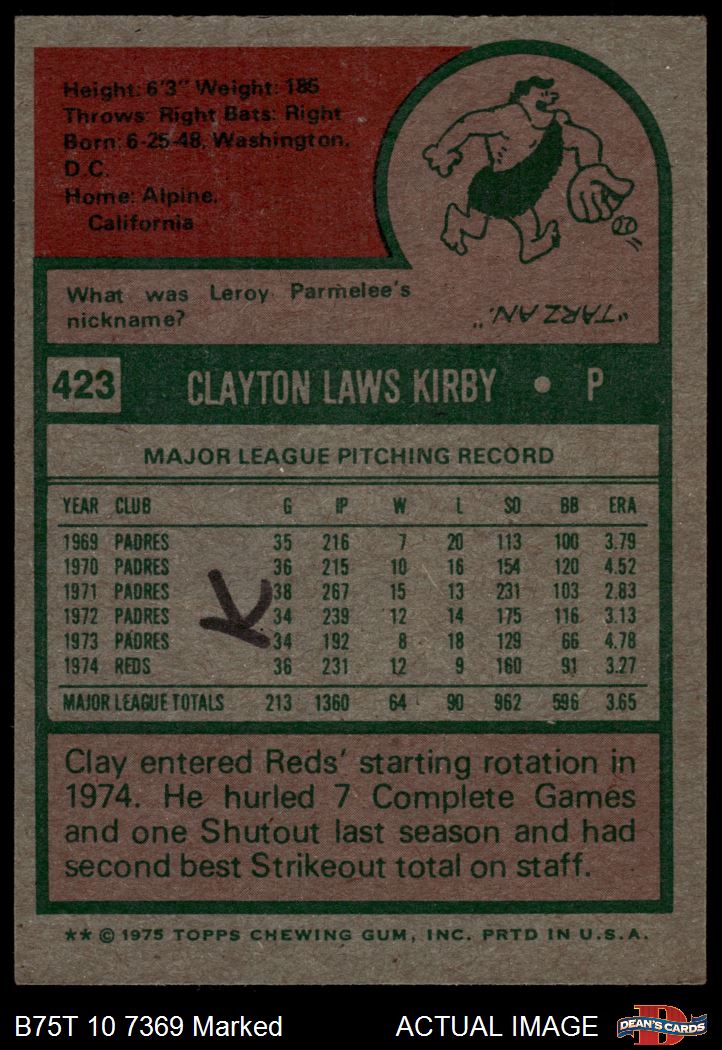 Height: 6'3" Weight: 185
Throws: Right Bats: Right
Born: 6-25-48, Washington,
D.C.
Home: Alpine,
California
What was Leroy Parmelee's
nickname?
"TARZAN."
423 CLAYTON LAWS KIRBY • P
MAJOR LEAGUE PITCHING RECORD
YEAR CLUB G IP W L SO BB ERA
1969 PADRES 35 216 7 20 113 100 3.79
1970 PADRES 36 215 10 16 154 120 4.52
1971 PADRES 38 267 15 13 231 103 2.83
1972 PADRES 34 239 12 14 175 116 3.13
1973 PADRES 34 192 8 18 129 66 4.78
1974 REDS 36 231 12 9 160 91 3.27
MAJOR LEAGUE TOTALS 213 1360 64 90 962 596 3.65
K
Clay entered Reds' starting rotation in
1974. He hurled 7 Complete Games
and one Shutout last season and had
second best Strikeout total on staff.
** © 1975 TOPPS CHEWING GUM, INC. PRTD IN U.S.A.
B75T 10 7369 Marked ACTUAL IMAGE D DEAN'S CARDS